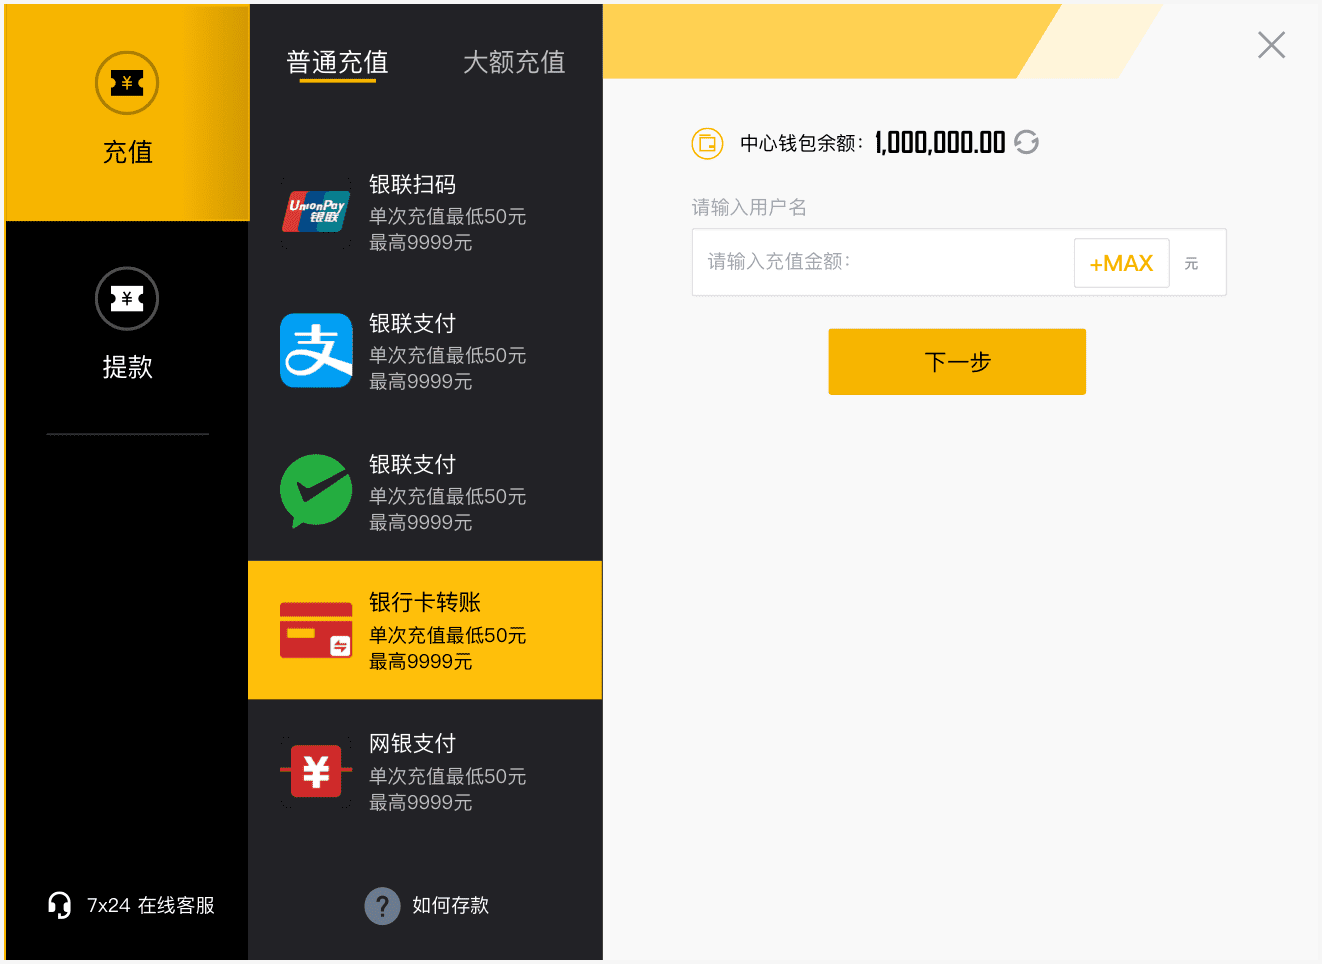 充值
提款
7x24 在线客服
普通充值
大额充值
UnionPay
银联
银联扫码
单次充值最低50元
最高9999元
支
银联支付
单次充值最低50元
最高9999元
银联支付
单次充值最低50元
最高9999元
银行卡转账
单次充值最低50元
最高9999元
¥
网银支付
单次充值最低50元
最高9999元
? 如何存款
中心钱包余额: 1,000,000.00
请输入用户名
请输入充值金额: +MAX 元
下一步